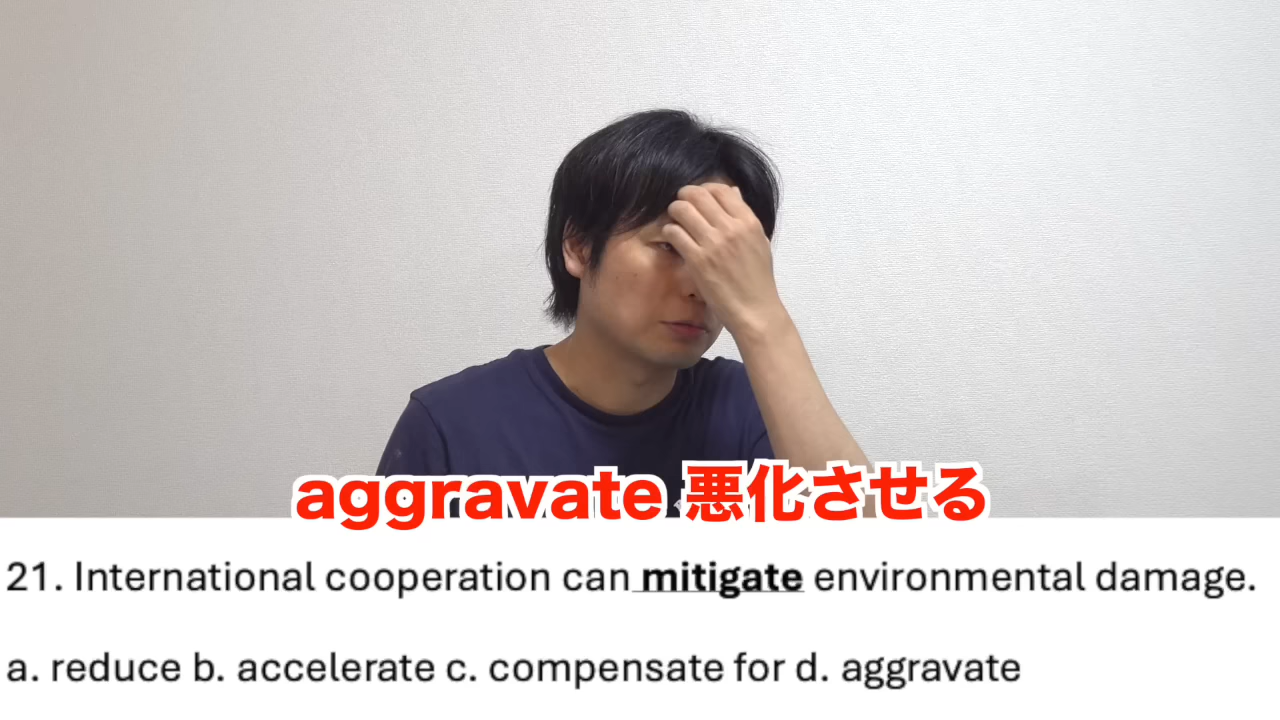 aggravate 悪化させる
21. International cooperation can mitigate environmental damage.
a. reduce b. accelerate c. compensate for d. aggravate